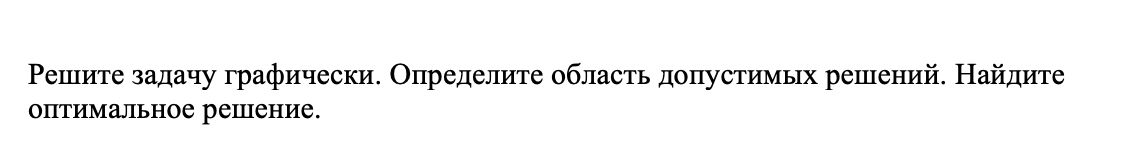 Решите задачу графически. Определите область допустимых решений. Найдите
оптимальное решение.